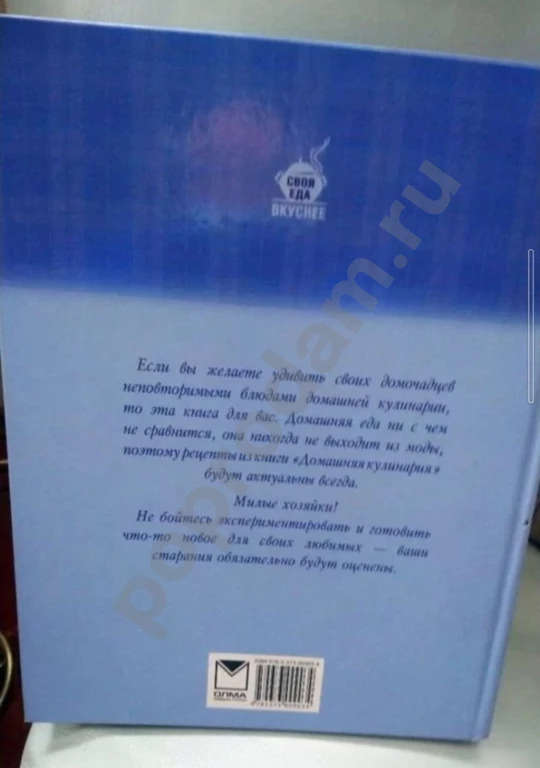 СВОЯ
ЕДА
ВКУСНЕЕ
Если вы желаете удивить своих домочадцев
неповторимыми блюдами домашней кулинарии,
то эта книга для вас. Домашняя еда ни с чем
не сравнится, она никогда не выходит из моды,
поэтому рецепты из книги «Домашняя кулинария»
будут актуальны всегда.
Милые хозяйки!
Не бойтесь экспериментировать и готовить
что-то новое для своих любимых — ваши
старания обязательно будут оценены.
ОЛМА